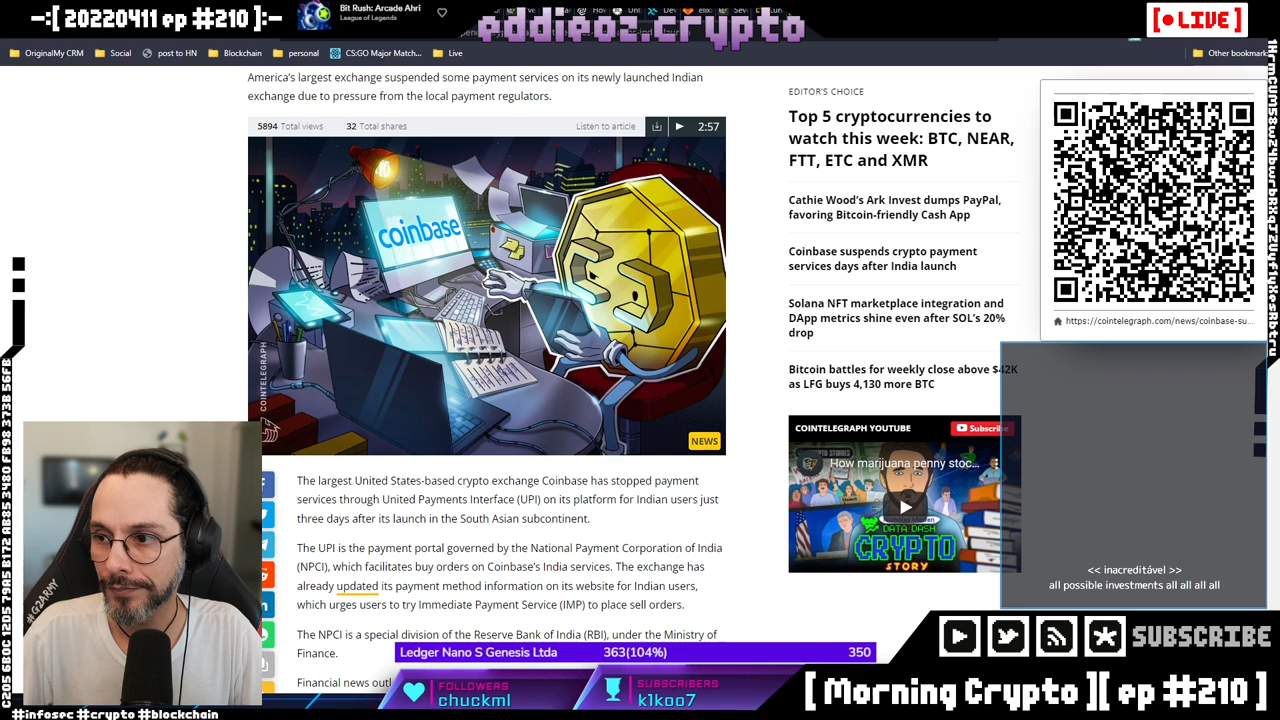 -:[ 20220411 ep #210 ]:-
Bit Rush: Arcade Ahri
League of Legends
eddieoz.crypto
[ • LIVE ]
OriginalMy CRM
Social
post to HN
Blockchain
personal
CS:GO Major Match...
Live
Other bookmark
America's largest exchange suspended some payment services on its newly launched Indian
exchange due to pressure from the local payment regulators.
5894 Total views
32 Total shares
Listen to article
2:57
coinbase
COINTELEGRAPH
NEWS
The largest United States-based crypto exchange Coinbase has stopped payment
services through United Payments Interface (UPI) on its platform for Indian users just
three days after its launch in the South Asian subcontinent.
The UPI is the payment portal governed by the National Payment Corporation of India
(NPCI), which facilitates buy orders on Coinbase's India services. The exchange has
already updated its payment method information on its website for Indian users,
which urges users to try Immediate Payment Service (IMP) to place sell orders.
The NPCI is a special division of the Reserve Bank of India (RBI), under the Ministry of
Finance.
Financial news outl
EDITOR'S CHOICE
Top 5 cryptocurrencies to
watch this week: BTC, NEAR,
FTT, ETC and XMR
Cathie Wood's Ark Invest dumps PayPal,
favoring Bitcoin-friendly Cash App
Coinbase suspends crypto payment
services days after India launch
Solana NFT marketplace integration and
DApp metrics shine even after SOL's 20%
drop
Bitcoin battles for weekly close above $42K
as LFG buys 4,130 more BTC
COINTELEGRAPH YOUTUBE
Subscribe
How marijuana penny stoc...
DATA DASH
CRYPTO
STORY
https://cointelegraph.com/news/coinbase-su...
<< inacreditável >>
all possible investments all all all all
Ledger Nano S Genesis Ltda
363(104%)
350
FOLLOWERS
chuckml
SUBSCRIBERS
k1koo7
SUBSCRIBE
[ Morning Crypto ][ ep #210 ]
#infosec #crypto #blockchain